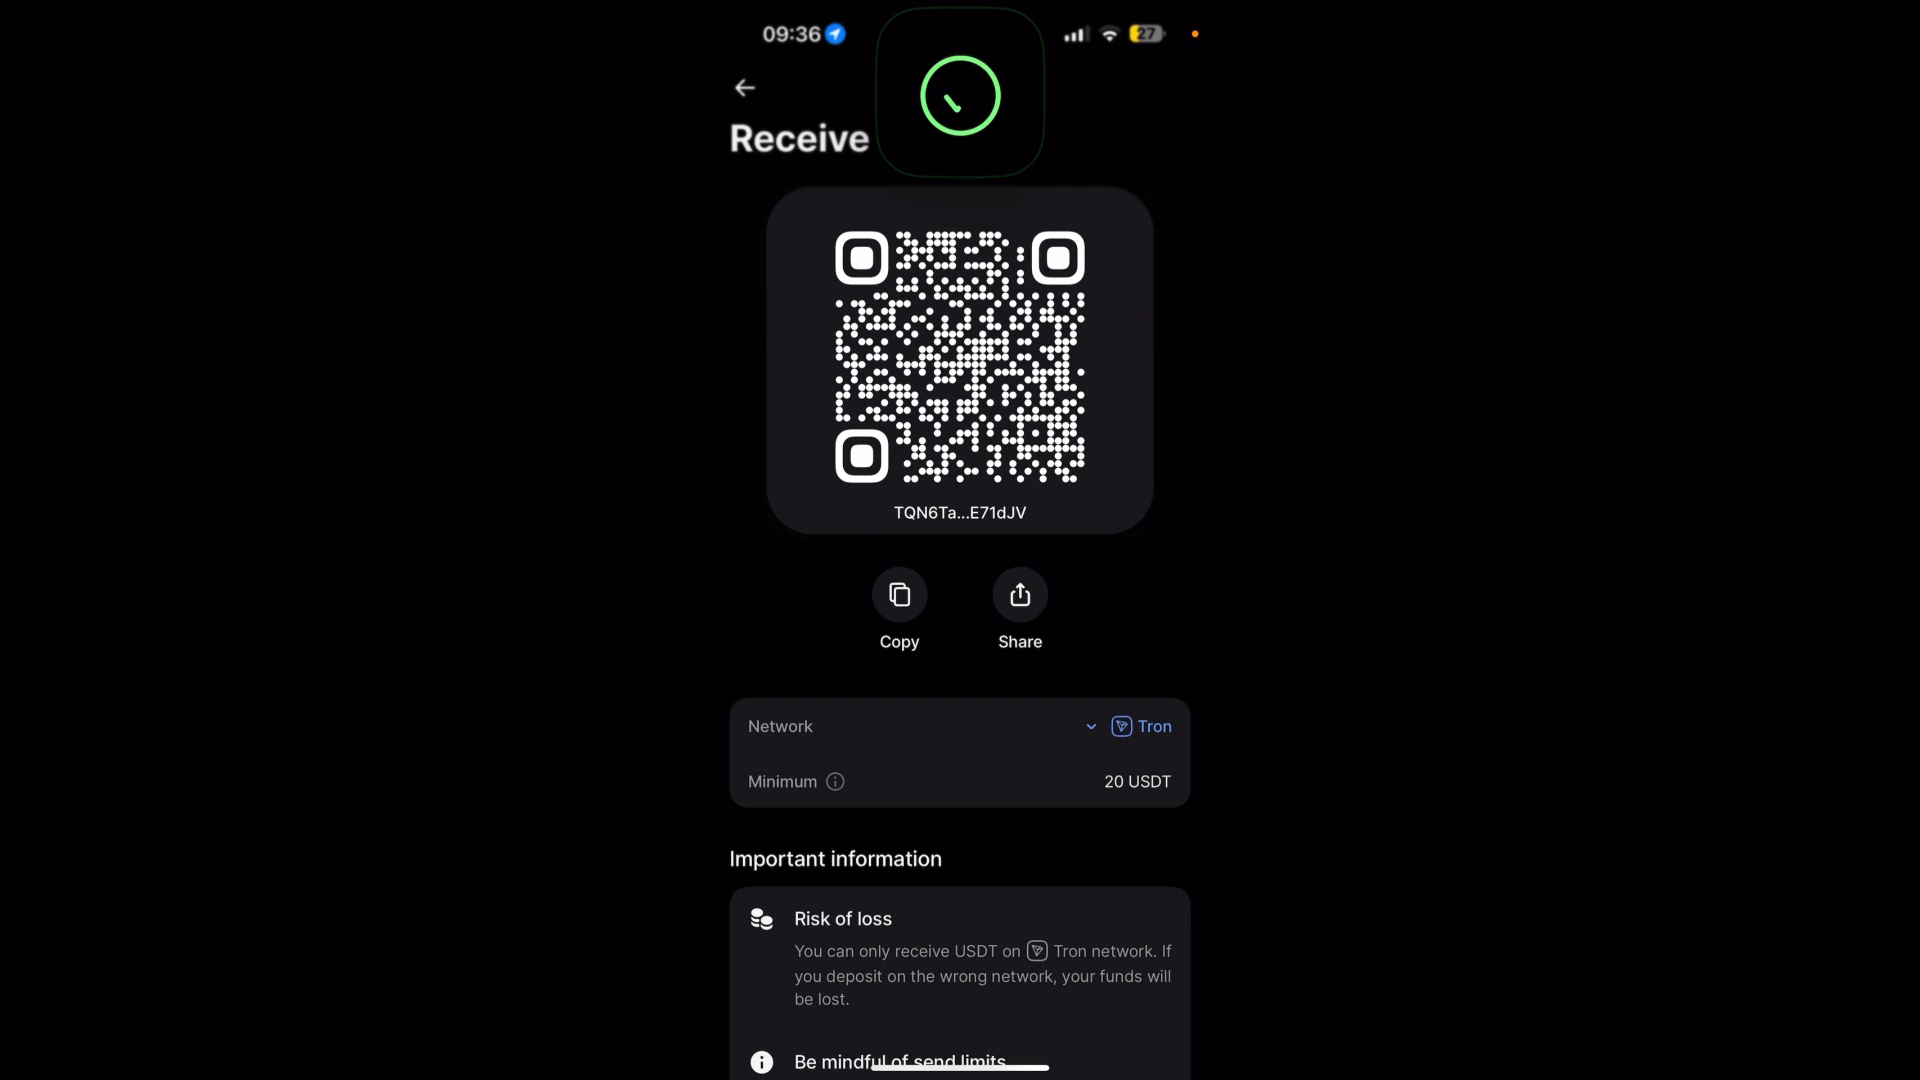 09:36
27
Receive
TQN6Ta...E71dJV
Copy
Share
Network
Tron
Minimum
20 USDT
Important information
Risk of loss
You can only receive USDT on Tron network. If
you deposit on the wrong network, your funds will
be lost.
Be mindful of send limits